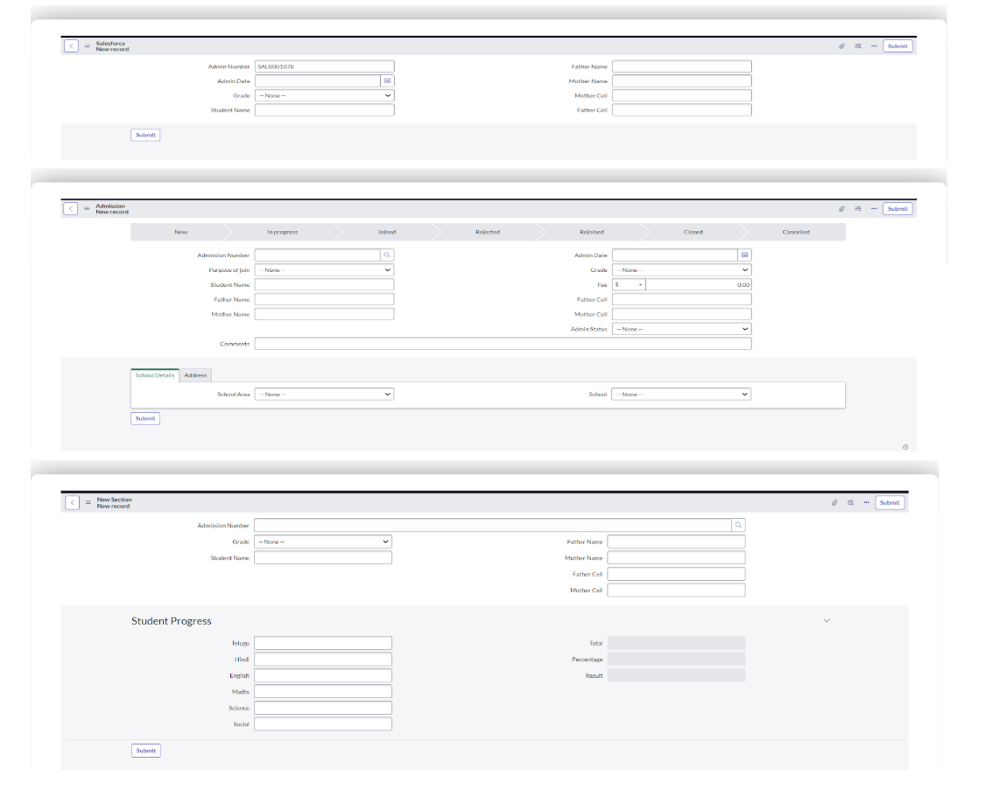 Salesforce
New record
Submit
Admin Number SAL0001076 Father Name
Admin Date Mother Name
Grade -- None -- Mother Cell
Student Name Father Cell
Submit
Admission
New record
Submit
New In progress Joined Rejected Rejoined Closed Cancelled
Admission Number Admin Date
Purpose of join -- None -- Grade -- None --
Student Name Fee $ 0.00
Father Name Father Cell
Mother Name Mother Cell
Admin Status -- None --
Comments
School Details Address
School Area -- None -- School -- None --
Submit
New Section
New record
Submit
Admission Number
Grade -- None -- Father Name
Student Name Mother Name
Father Cell
Mother Cell
Student Progress
Telugu Total
Hindi Percentage
English Result
Maths
Science
Social
Submit